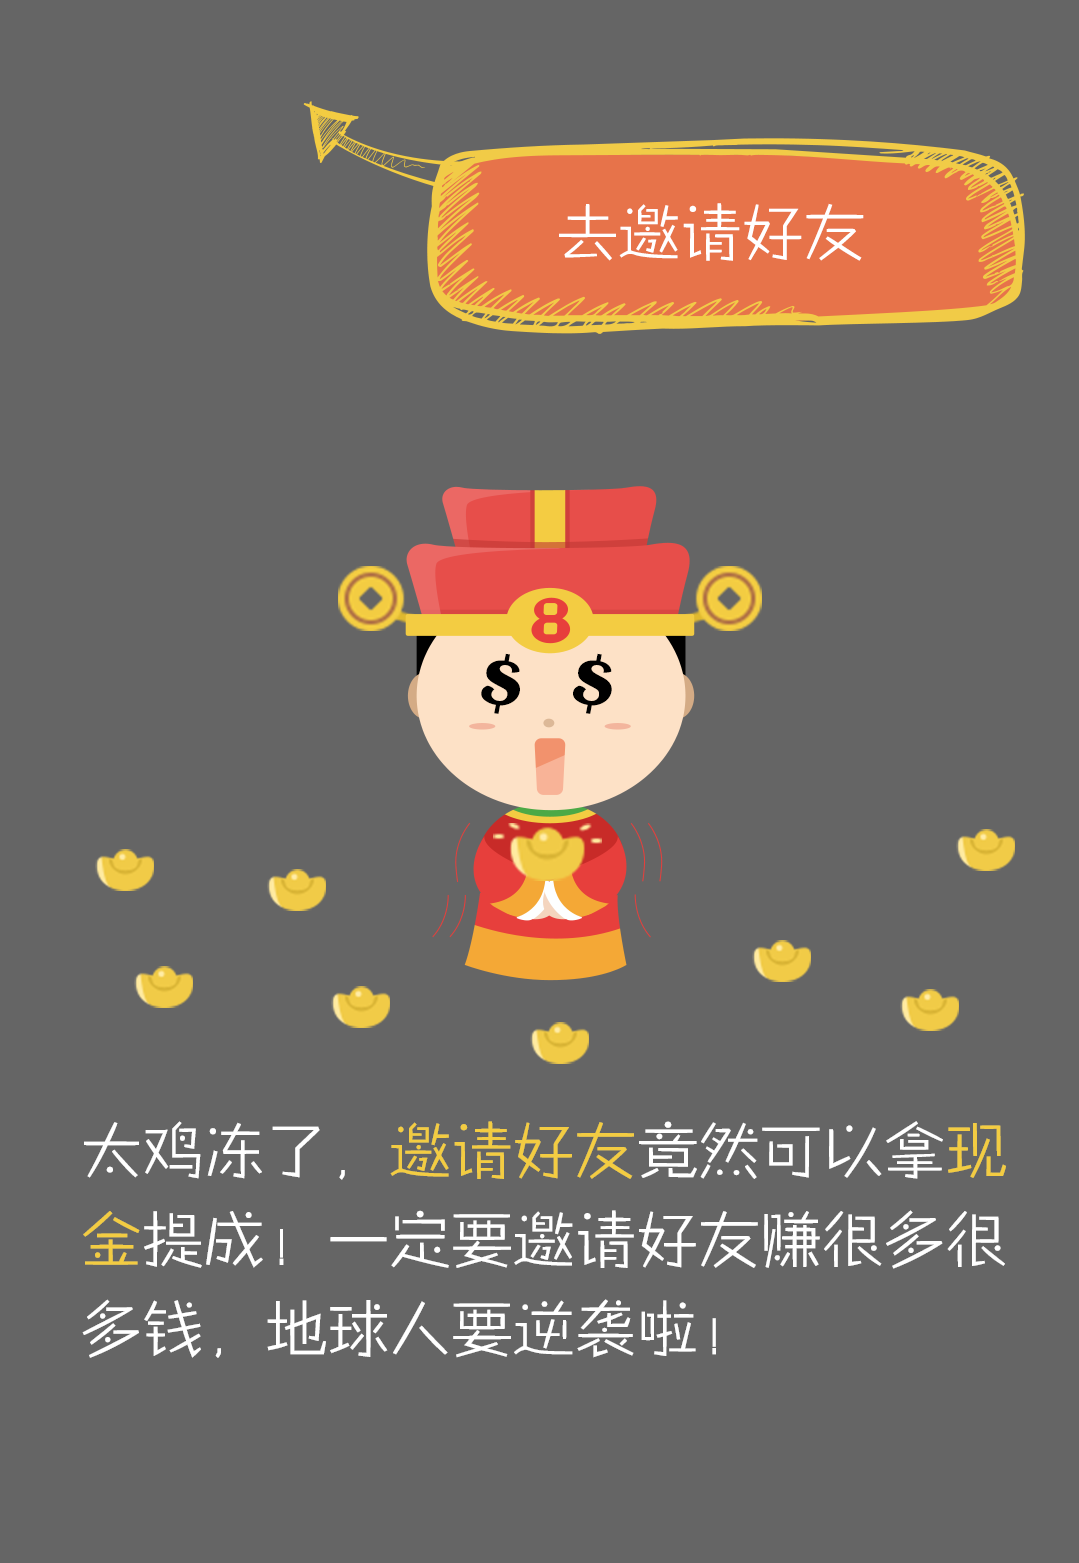 去邀请好友
8
$ $
太鸡冻了，邀请好友竟然可以拿现
金提成！一定要邀请好友赚很多很
多钱，地球人要逆袭啦！